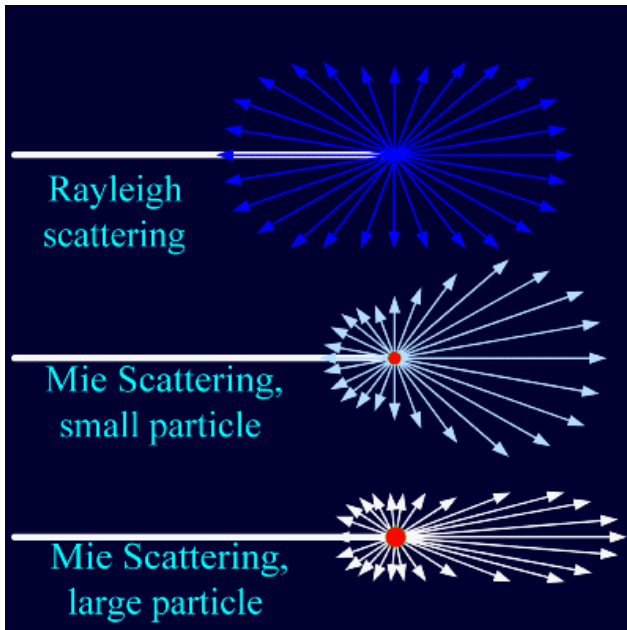 Rayleigh
scattering
Mie Scattering,
small particle
Mie Scattering,
large particle